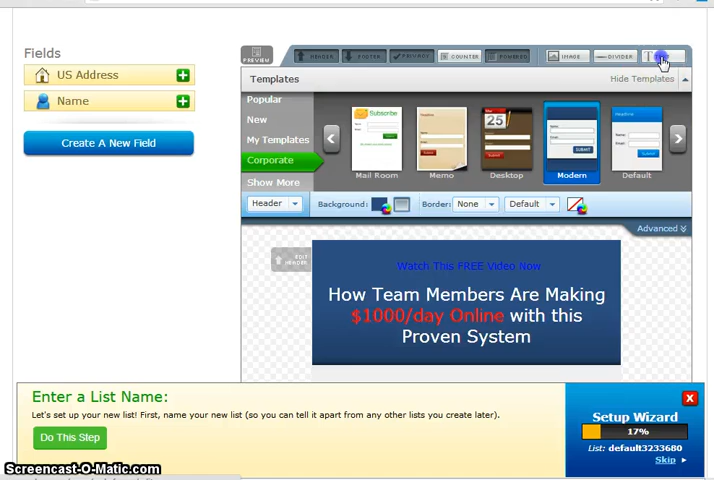 Fields
US Address
Name
Create A New Field
PREVIEW
HEADER
FOOTER
PRIVACY
COUNTER
POWERED
IMAGE
DIVIDER
Templates
Hide Templates
Popular
New
My Templates
Corporate
Show More
Subscribe
Mail Room
Memo
25
Desktop
SUBMIT
Modern
Default
Header
Background:
Border:
None
Default
Advanced
EDIT HEADER
Watch This FREE Video Now
How Team Members Are Making
$1000/day Online with this
Proven System
Enter a List Name:
Let's set up your new list! First, name your new list (so you can tell it apart from any other lists you create later).
Do This Step
Setup Wizard
17%
List: default3233680
Skip
Screencast-O-Matic.com